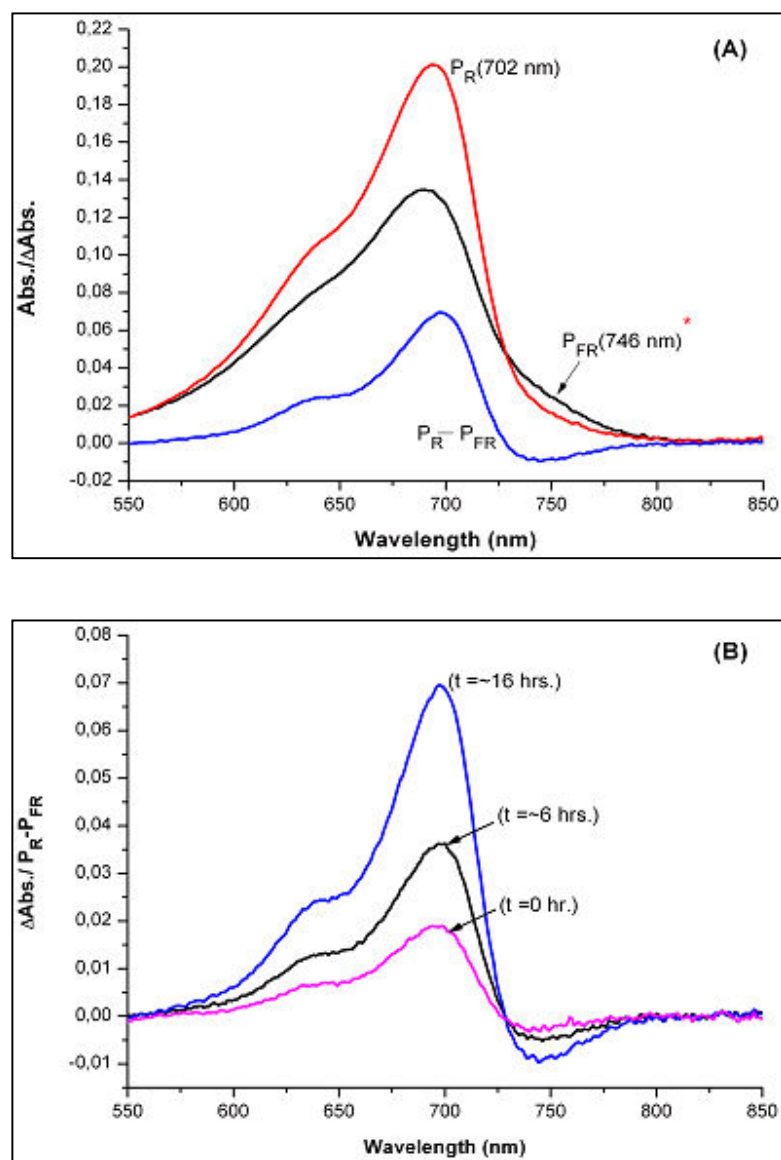 (A)
0,22
0,20
0,18
0,16
0,14
0,12
0,10
0,08
0,06
0,04
0,02
0,00
-0,02
Abs./ΔAbs.
PR(702 nm)
*
PFR(746 nm)
PR— PFR
550 600 650 700 750 800 850
Wavelength (nm)
(B)
0,08
0,07
0,06
0,05
0,04
0,03
0,02
0,01
0,00
-0,01
ΔAbs./ PR-PFR
(t =~16 hrs.)
(t =~6 hrs.)
(t =0 hr.)
550 600 650 700 750 800 850
Wavelength (nm)